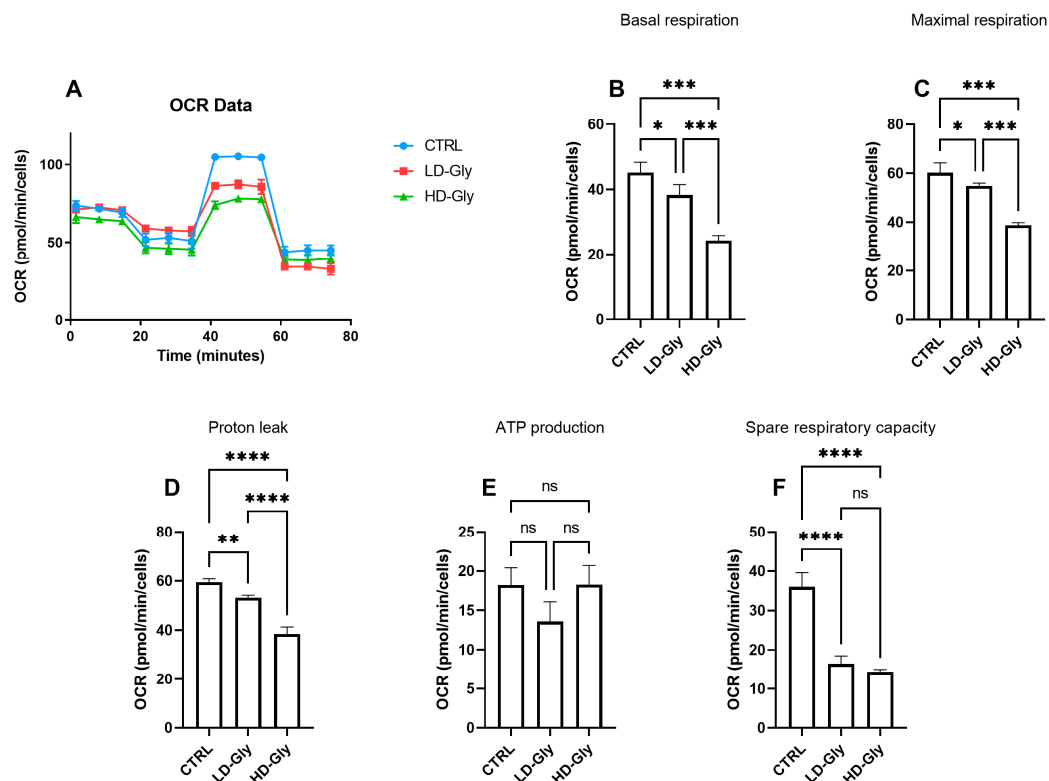 Basal respiration
Maximal respiration
A
OCR Data
OCR (pmol/min/cells)
100
50
0
0 20 40 60 80
Time (minutes)
CTRL
LD-Gly
HD-Gly
B
***
* ***
OCR (pmol/min/cells)
60
40
20
0
CTRL LD-Gly HD-Gly
C
***
* ***
OCR (pmol/min/cells)
80
60
40
20
0
CTRL LD-Gly HD-Gly
Proton leak
ATP production
Spare respiratory capacity
D
****
****
**
OCR (pmol/min/cells)
80
60
40
20
0
CTRL LD-Gly HD-Gly
E
ns
ns ns
OCR (pmol/min/cells)
25
20
15
10
5
0
CTRL LD-Gly HD-Gly
F
****
ns
****
OCR (pmol/min/cells)
50
40
30
20
10
0
CTRL LD-Gly HD-Gly